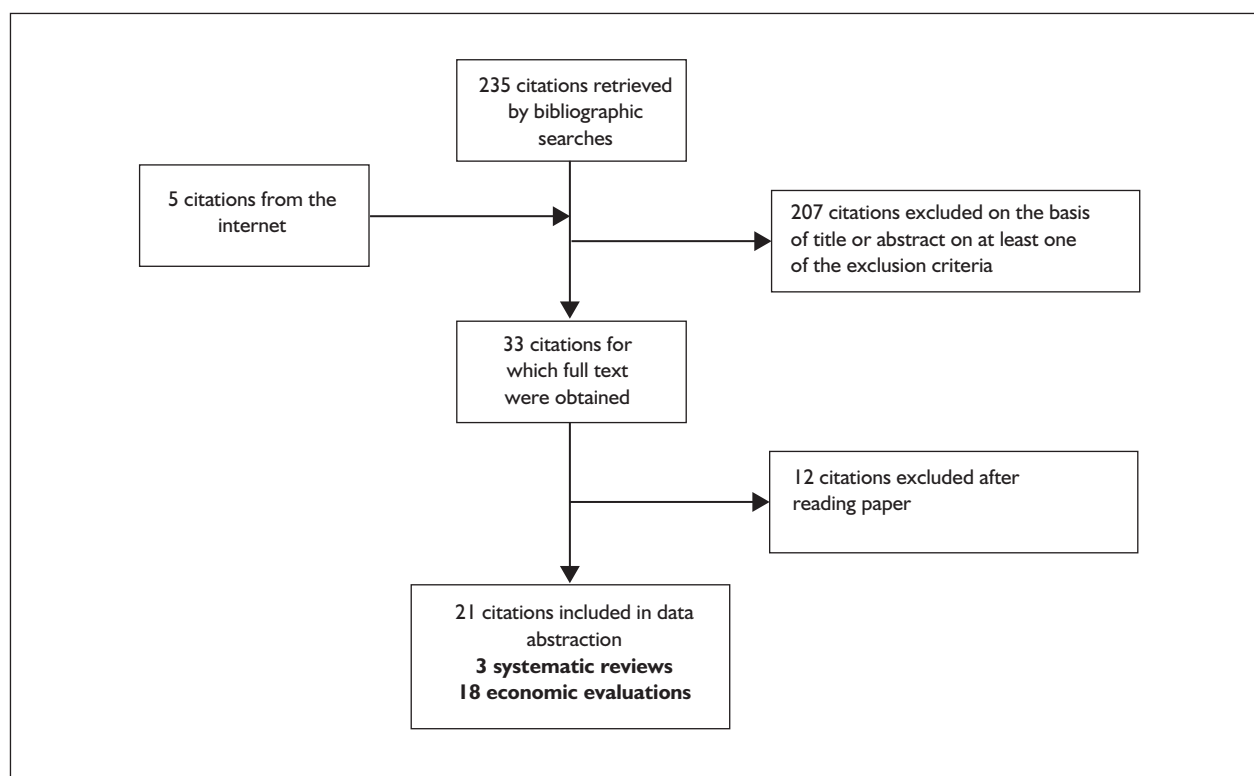 235 citations retrieved
by bibliographic
searches
5 citations from the
internet
207 citations excluded on the basis
of title or abstract on at least one
of the exclusion criteria
33 citations for
which full text
were obtained
12 citations excluded after
reading paper
21 citations included in data
abstraction
3 systematic reviews
18 economic evaluations